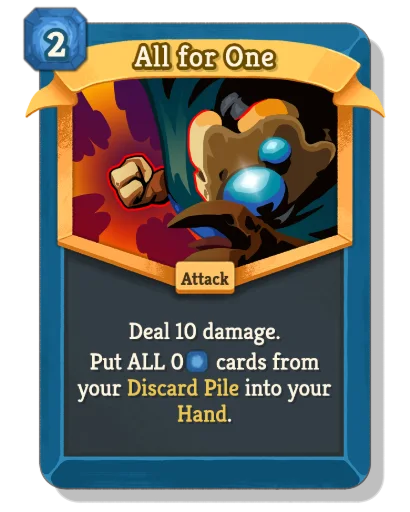 2
All for One
Attack
Deal 10 damage.
Put ALL 0 cards from
your Discard Pile into your
Hand.